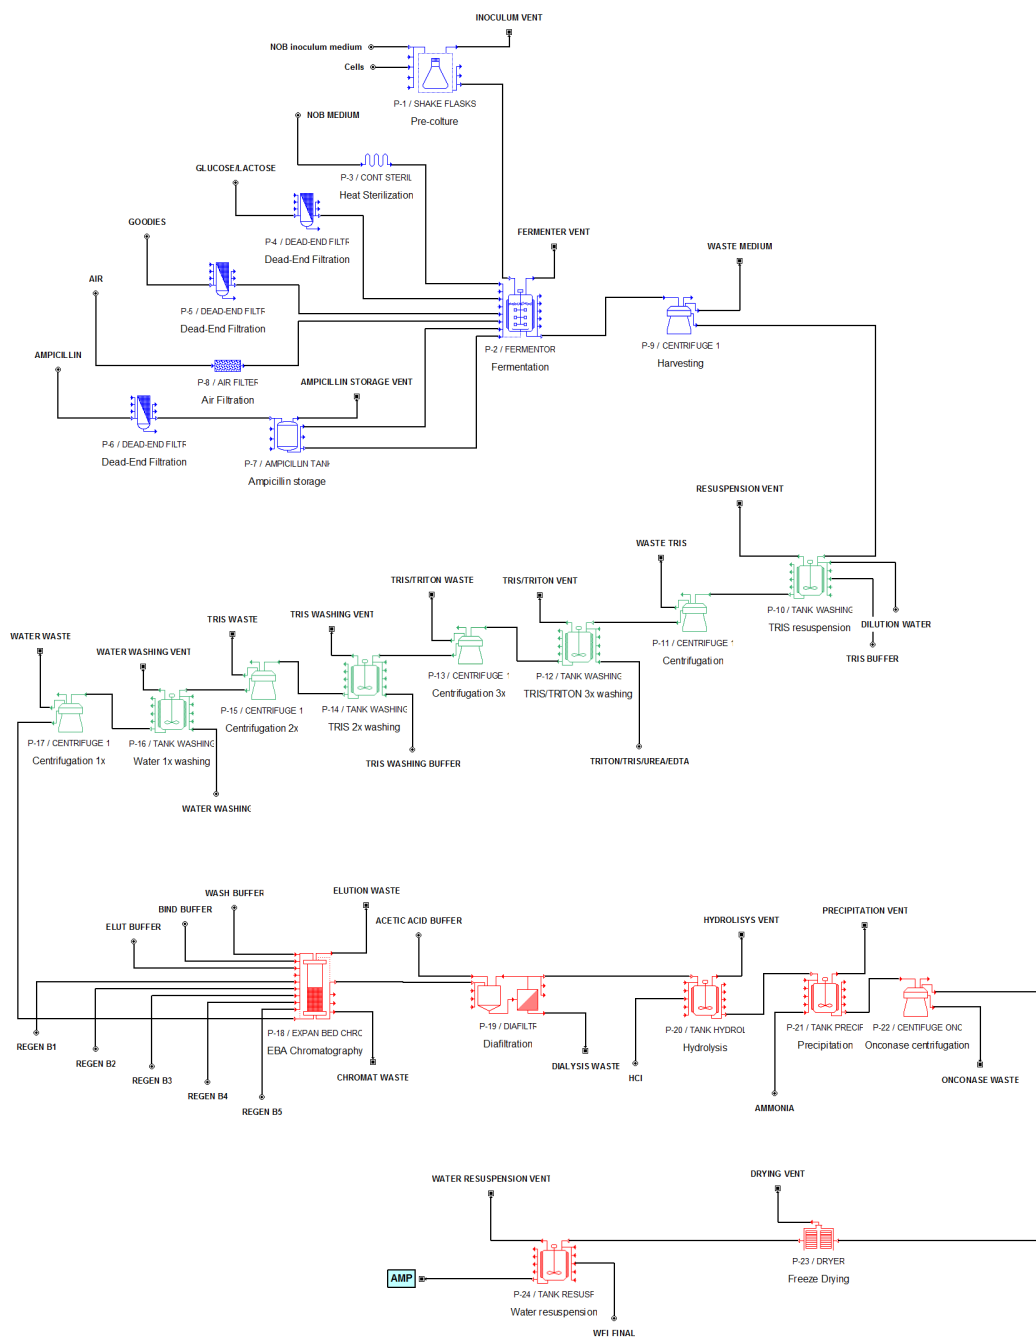 INOCULUM VENT
NOB inoculum medium
Cells
P-1 / SHAKE FLASKS
Pre-colture
NOB MEDIUM
P-3 / CONT STERIL
Heat Sterilization
GLUCOSE/LACTOSE
P-4 / DEAD-END FILTR
Dead-End Filtration
GOODIES
P-5 / DEAD-END FILTR
Dead-End Filtration
AIR
P-8 / AIR FILTER
Air Filtration
AMPICILLIN
P-6 / DEAD-END FILTR
Dead-End Filtration
AMPICILLIN STORAGE VENT
P-7 / AMPICILLIN TANK
Ampicillin storage
FERMENTER VENT
P-2 / FERMENTOR
Fermentation
WASTE MEDIUM
P-9 / CENTRIFUGE 1
Harvesting
RESUSPENSION VENT
P-10 / TANK WASHING
TRIS resuspension
DILUTION WATER
TRIS BUFFER
WASTE TRIS
P-11 / CENTRIFUGE 1
Centrifugation
TRIS/TRITON VENT
P-12 / TANK WASHING
TRIS/TRITON 3x washing
TRITON/TRIS/UREA/EDTA
TRIS/TRITON WASTE
P-13 / CENTRIFUGE 1
Centrifugation 3x
TRIS WASHING VENT
P-14 / TANK WASHING
TRIS 2x washing
TRIS WASHING BUFFER
TRIS WASTE
P-15 / CENTRIFUGE 1
Centrifugation 2x
WATER WASHING VENT
P-16 / TANK WASHING
Water 1x washing
WATER WASHING
WATER WASTE
P-17 / CENTRIFUGE 1
Centrifugation 1x
WASH BUFFER
BIND BUFFER
ELUT BUFFER
ELUTION WASTE
REGEN B1
REGEN B2
REGEN B3
REGEN B4
REGEN B5
P-18 / EXPAN BED CHRO
EBA Chromatography
CHROMAT WASTE
ACETIC ACID BUFFER
P-19 / DIAFILTR
Diafiltration
DIALYSIS WASTE
HYDROLISYS VENT
P-20 / TANK HYDROL
Hydrolysis
HCl
PRECIPITATION VENT
P-21 / TANK PRECIP
Precipitation
AMMONIA
P-22 / CENTIFUGE ONC
Onconase centrifugation
ONCONASE WASTE
DRYING VENT
P-23 / DRYER
Freeze Drying
WATER RESUSPENSION VENT
P-24 / TANK RESUSP
Water resuspension
WFI FINAL
AMP